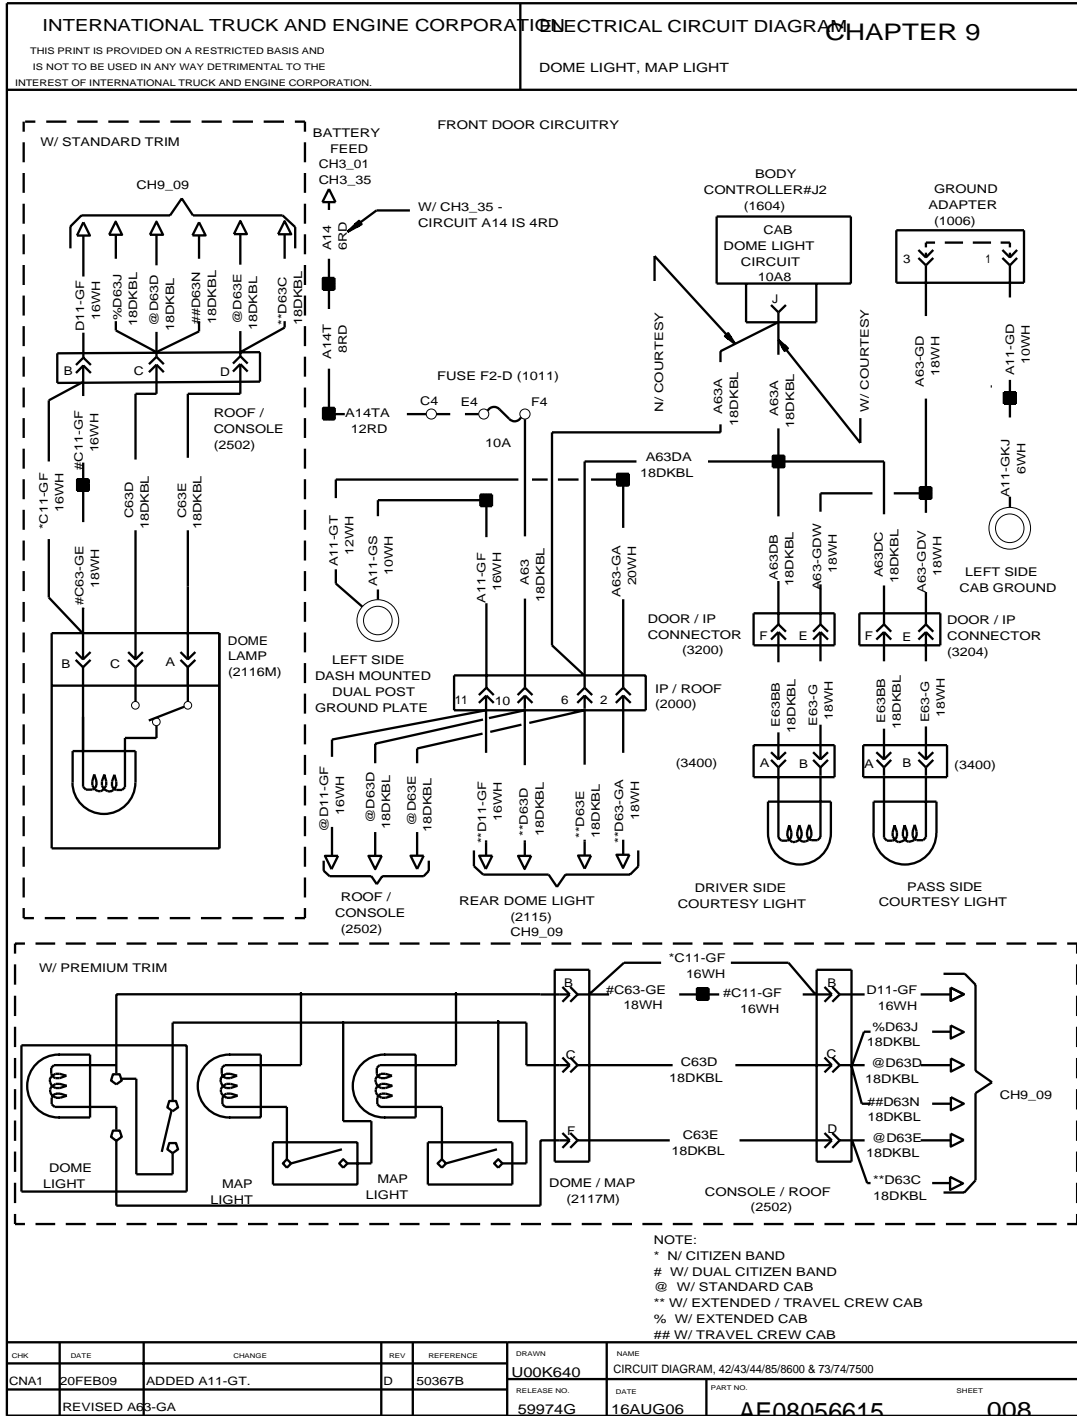 INTERNATIONAL TRUCK AND ENGINE CORPORATION
THIS PRINT IS PROVIDED ON A RESTRICTED BASIS AND
IS NOT TO BE USED IN ANY WAY DETRIMENTAL TO THE
INTEREST OF INTERNATIONAL TRUCK AND ENGINE CORPORATION.
ELECTRICAL CIRCUIT DIAGRAM
CHAPTER 9
DOME LIGHT, MAP LIGHT
W/ STANDARD TRIM
CH9_09
D11-GF
16WH
%D63J
18DKBL
@D63D
18DKBL
##D63N
18DKBL
@D63E
18DKBL
**D63C
18DKBL
B
C
D
ROOF /
CONSOLE
(2502)
*C11-GF
16WH
#C11-GF
16WH
#C63-GE
18WH
C63D
18DKBL
C63E
18DKBL
B
C
A
DOME
LAMP
(2116M)
BATTERY
FEED
CH3_01
CH3_35
FRONT DOOR CIRCUITRY
A14
6RD
W/ CH3_35 -
CIRCUIT A14 IS 4RD
A14T
8RD
A14TA
12RD
FUSE F2-D (1011)
C4
E4
F4
10A
A11-GT
12WH
A11-GS
10WH
A11-GF
16WH
A63
18DKBL
A63-GA
20WH
LEFT SIDE
DASH MOUNTED
DUAL POST
GROUND PLATE
11
10
6
2
IP / ROOF
(2000)
@D11-GF
16WH
@D63D
18DKBL
@D63E
18DKBL
**D11-GF
16WH
**D63D
18DKBL
**D63E
18DKBL
**D63-GA
18WH
ROOF /
CONSOLE
(2502)
REAR DOME LIGHT
(2115)
CH9_09
BODY
CONTROLLER#J2
(1604)
CAB
DOME LIGHT
CIRCUIT
10A8
J
N/ COURTESY
A63A
18DKBL
A63A
18DKBL
W/ COURTESY
A63DA
18DKBL
GROUND
ADAPTER
(1006)
3
1
A63-GD
18WH
A11-GD
10WH
A11-GKJ
6WH
LEFT SIDE
CAB GROUND
A63DB
18DKBL
A63-GDW
18WH
A63DC
18DKBL
A63-GDV
18WH
DOOR / IP
CONNECTOR
(3200)
F
E
F
E
DOOR / IP
CONNECTOR
(3204)
E63BB
18DKBL
E63-G
18WH
E63BB
18DKBL
E63-G
18WH
(3400)
A
B
A
B
(3400)
DRIVER SIDE
COURTESY LIGHT
PASS SIDE
COURTESY LIGHT
W/ PREMIUM TRIM
DOME
LIGHT
MAP
LIGHT
MAP
LIGHT
B
C
E
DOME / MAP
(2117M)
*C11-GF
16WH
#C63-GE
18WH
#C11-GF
16WH
C63D
18DKBL
C63E
18DKBL
B
C
D
CONSOLE / ROOF
(2502)
D11-GF
16WH
%D63J
18DKBL
@D63D
18DKBL
##D63N
18DKBL
@D63E
18DKBL
**D63C
18DKBL
CH9_09
NOTE:
* N/ CITIZEN BAND
# W/ DUAL CITIZEN BAND
@ W/ STANDARD CAB
** W/ EXTENDED / TRAVEL CREW CAB
% W/ EXTENDED CAB
## W/ TRAVEL CREW CAB
CHK DATE CHANGE REV REFERENCE
CNA1 20FEB09 ADDED A11-GT. D 50367B
REVISED A63-GA
DRAWN
U00K640
NAME
CIRCUIT DIAGRAM, 42/43/44/85/8600 & 73/74/7500
RELEASE NO.
59974G
DATE
16AUG06
PART NO.
AE08056615
SHEET
008